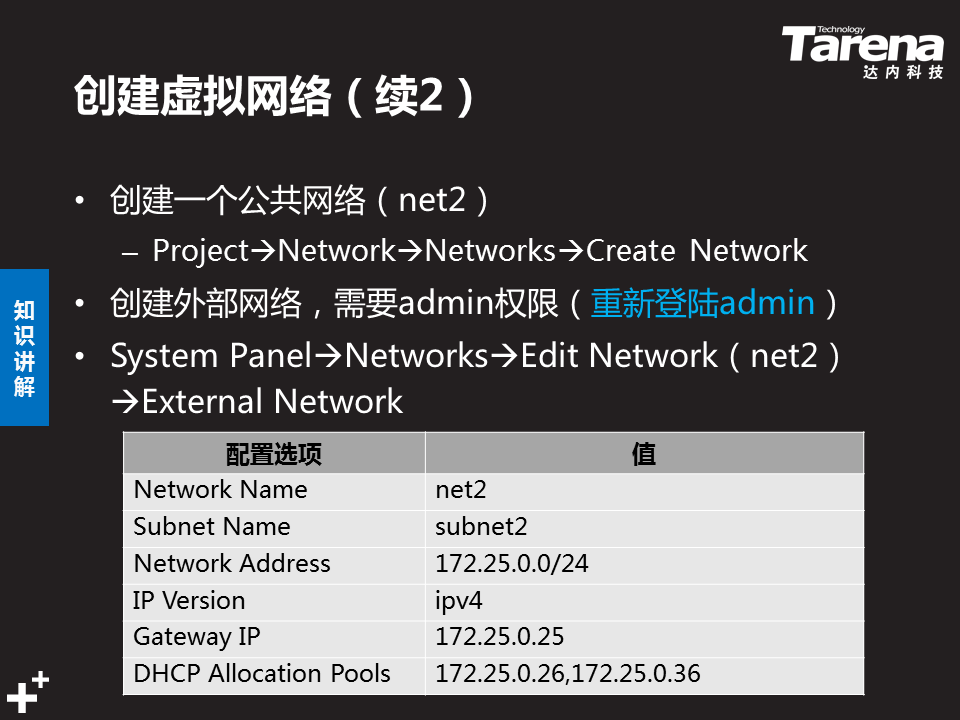 Technology
Tarena
达内科技
创建虚拟网络（续2）
• 创建一个公共网络（net2）
– Project→Network→Networks→Create Network
• 创建外部网络，需要admin权限（重新登陆admin）
• System Panel→Networks→Edit Network（net2）
→External Network
知识讲解
配置选项 值
Network Name net2
Subnet Name subnet2
Network Address 172.25.0.0/24
IP Version ipv4
Gateway IP 172.25.0.25
DHCP Allocation Pools 172.25.0.26,172.25.0.36